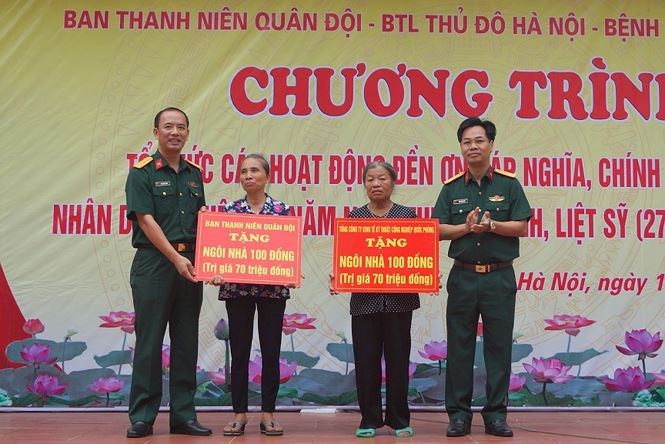 BAN THANH NIÊN QUÂN ĐỘI - BTL THỦ ĐÔ HÀ NỘI - BỆNH
CHƯƠNG TRÌN
TỔ CHỨC CÁC HOẠT ĐỘNG ĐỀN ƠN ĐÁP NGHĨA, CHÍNH
NHÂN D NĂM LIỆT SỸ (27
Hà Nội, ngày 1
BAN THANH NIÊN QUÂN ĐỘI
TẶNG
NGÔI NHÀ 100 ĐỒNG
(Trị giá 70 triệu đồng)
TỔNG CÔNG TY KINH TẾ KỸ THUẬT CÔNG NGHIỆP QUỐC PHÒNG
TẶNG
NGÔI NHÀ 100 ĐỒNG
(Trị giá 70 triệu đồng)